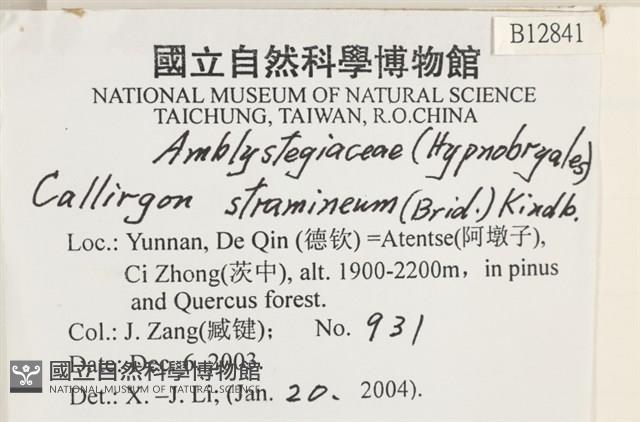 B12841
國立自然科學博物館
NATIONAL MUSEUM OF NATURAL SCIENCE
TAICHUNG, TAIWAN, R.O.CHINA
Amblystegiaceae (Hypnobryales)
Callirgon stramineum (Brid.) Kindb.
Loc.: Yunnan, De Qin (德钦) =Atentse(阿墩子),
Ci Zhong(茨中), alt. 1900-2200m, in pinus
and Quercus forest.
Col.: J. Zang(臧键); No. 931
Date: Dec. 6, 2003.
國立自然科學博物館
NATIONAL MUSEUM OF NATURAL SCIENCE
Det.: X. –J. Li, (Jan. 20. 2004).